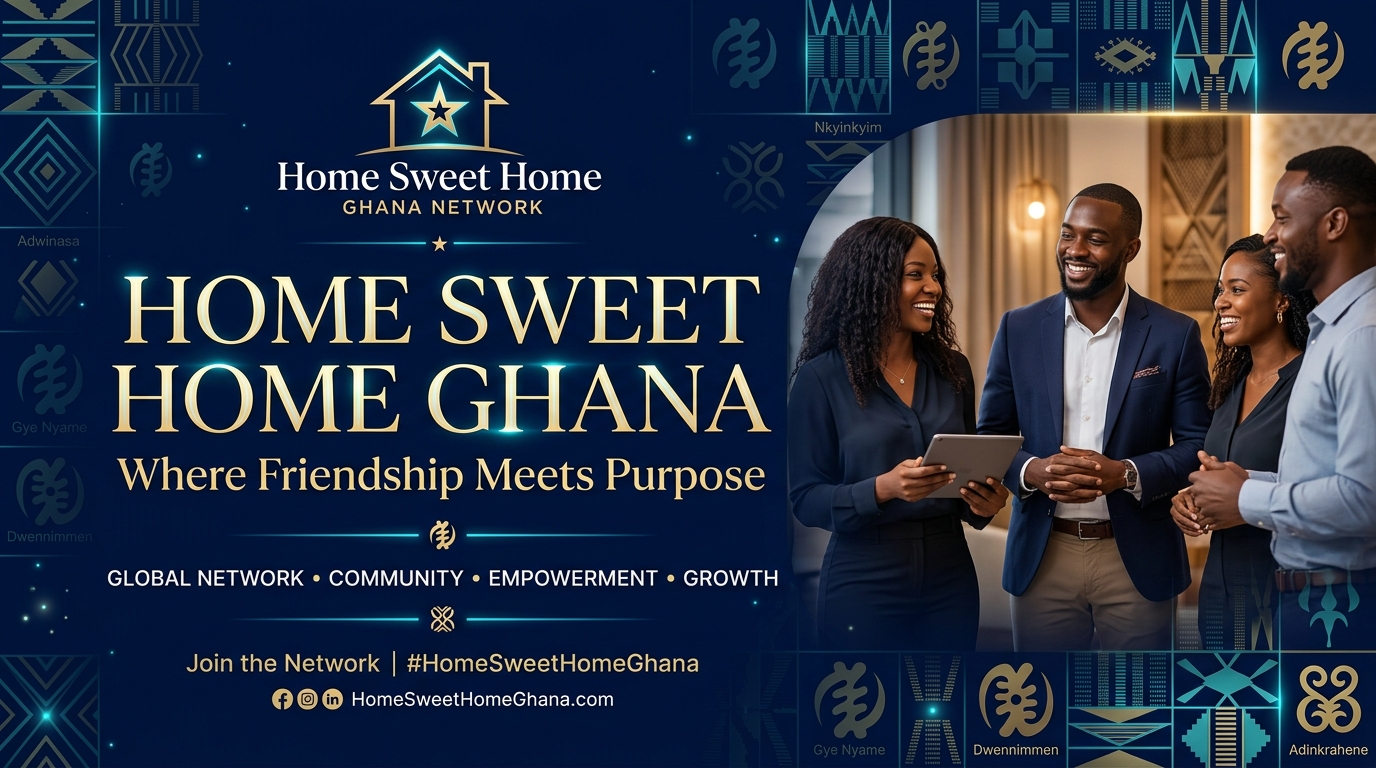 Home Sweet Home
GHANA NETWORK
HOME SWEET
HOME GHANA
Where Friendship Meets Purpose
GLOBAL NETWORK • COMMUNITY • EMPOWERMENT • GROWTH
Join the Network | #HomeSweetHomeGhana
HomeSweetHomeGhana.com
Adwinasa
Gye Nyame
Dwennimmen
Nkyinkyim
Gye Nyame
Dwennimmen
Adinkrahene